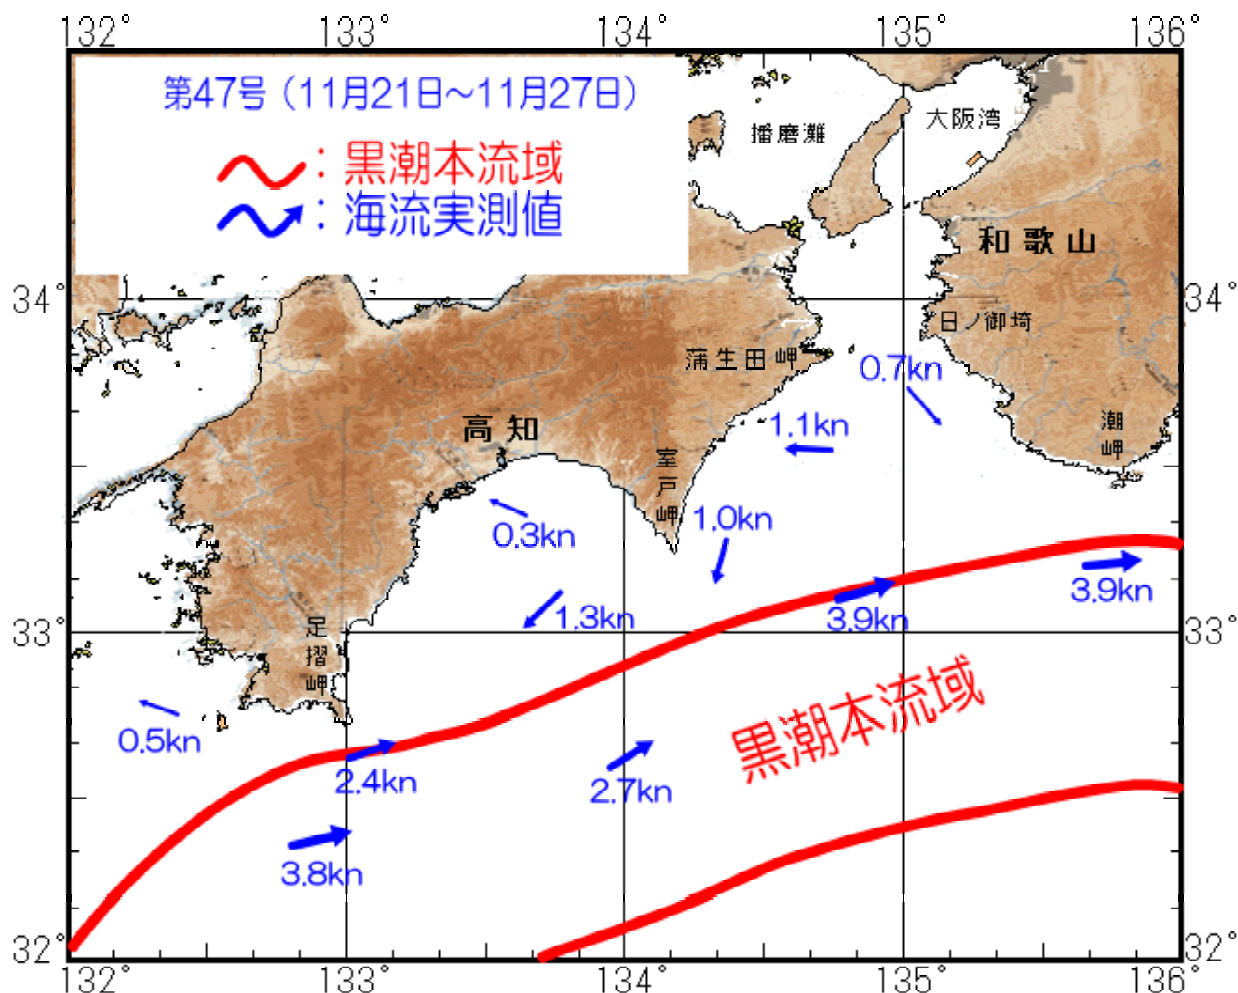 132° 133° 134° 135° 136°
第47号（11月21日～11月27日）
：黒潮本流域
：海流実測値
播磨灘
大阪湾
和歌山
34° 34°
日ノ御埼
蒲生田岬
0.7kn
潮岬
1.1kn
高知
室戸岬
1.0kn
0.3kn
3.9kn
1.3kn
3.9kn
33° 33°
足摺岬
黒潮本流域
0.5kn
2.4kn
2.7kn
3.8kn
32° 32°
132° 133° 134° 135° 136°